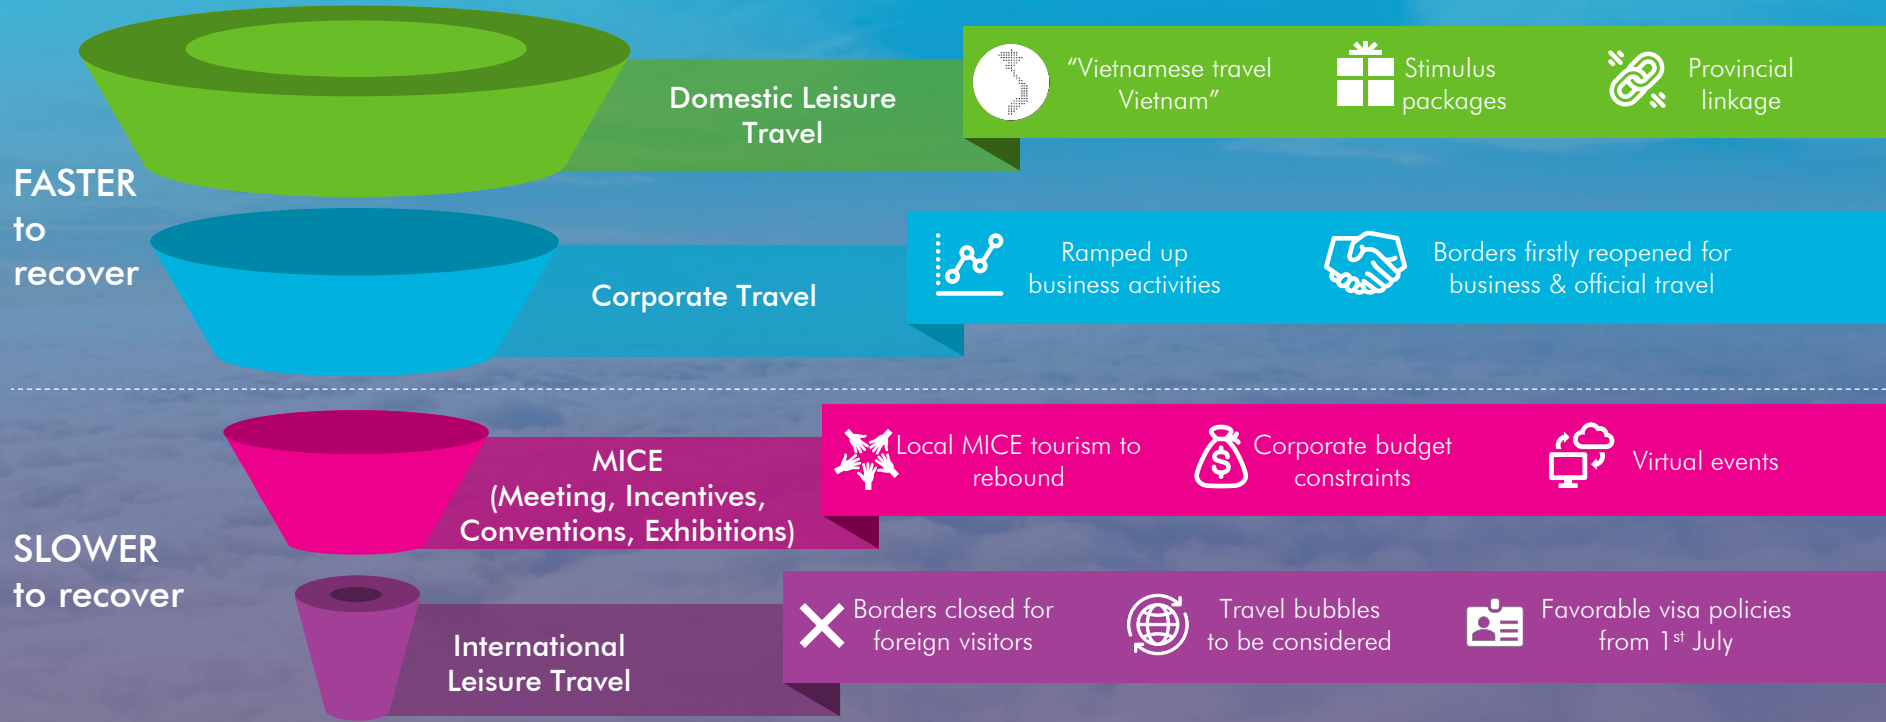 FASTER
to
recover
Domestic Leisure
Travel
“Vietnamese travel
Vietnam”
Stimulus
packages
Provincial
linkage
Corporate Travel
Ramped up
business activities
Borders firstly reopened for
business & official travel
SLOWER
to recover
MICE
(Meeting, Incentives,
Conventions, Exhibitions)
Local MICE tourism to
rebound
$
Corporate budget
constraints
Virtual events
International
Leisure Travel
Borders closed for
foreign visitors
Travel bubbles
to be considered
Favorable visa policies
from 1st July